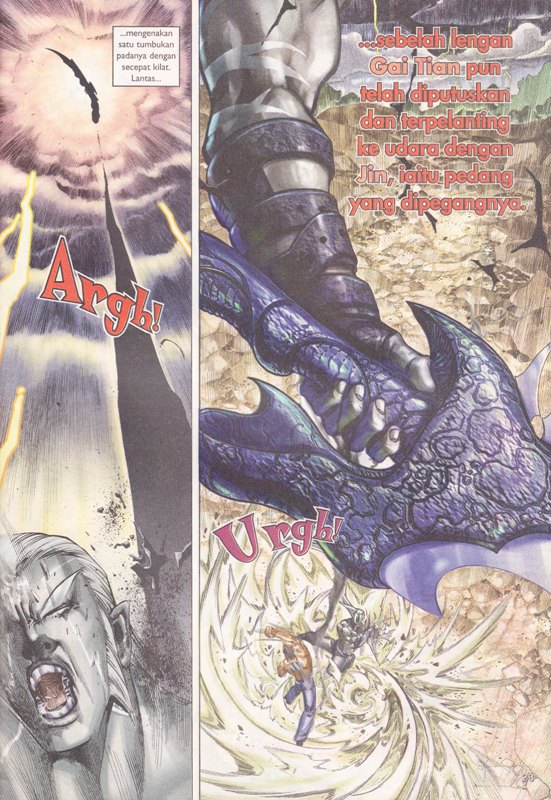 ...mengenakan
satu tumbukan
padanya dengan
secepat kilat.
Lantas...
...sebelah lengan
Gai Tian pun
telah diputuskan
dan terpelanting
ke udara dengan
Jin, iaitu pedang
yang dipegangnya.
Argh!
Urgh!